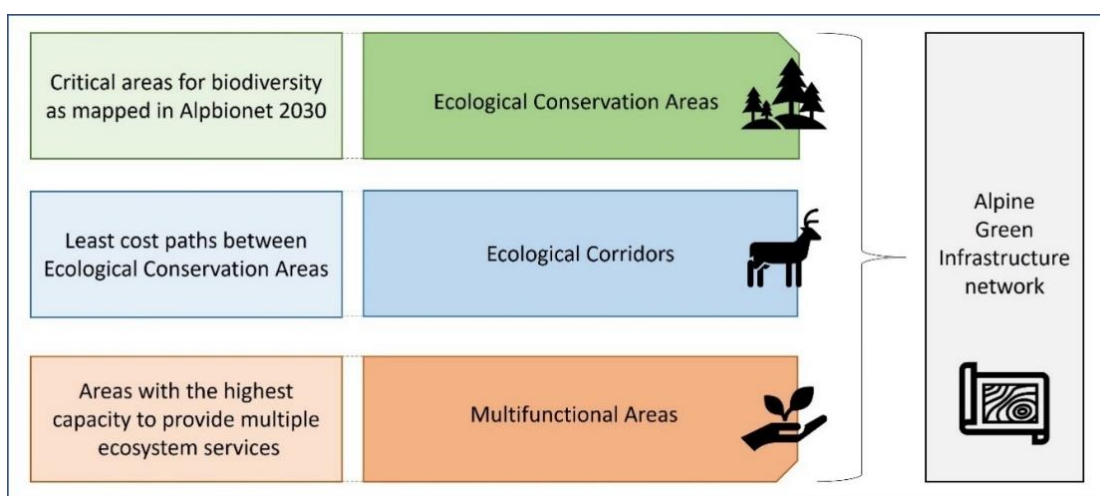 Critical areas for biodiversity
as mapped in Alpbionet 2030
Ecological Conservation Areas
Least cost paths between
Ecological Conservation Areas
Ecological Corridors
Areas with the highest
capacity to provide multiple
ecosystem services
Multifunctional Areas
Alpine
Green
Infrastructure
network